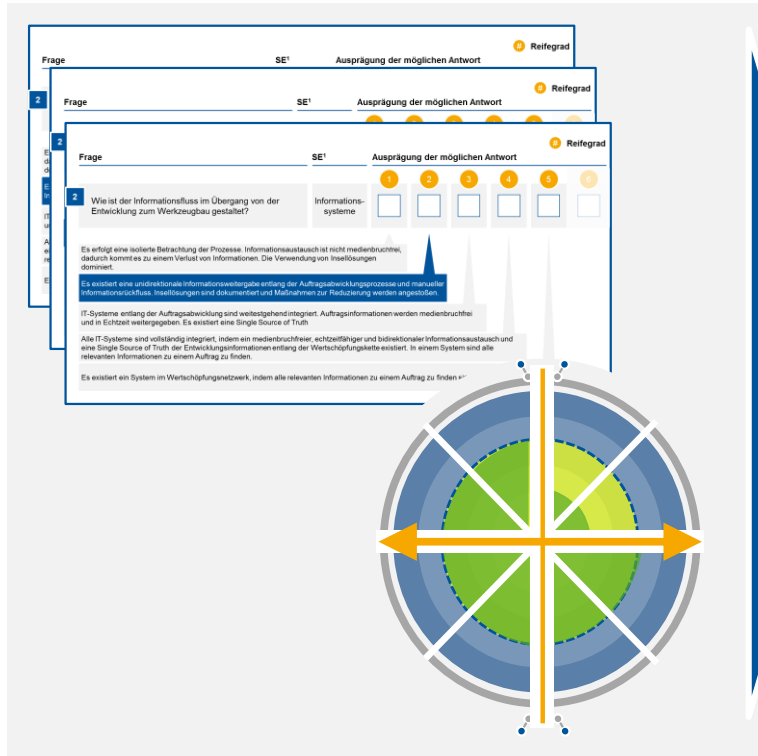 # Reifegrad
Frage SE¹ Ausprägung der möglichen Antwort
2
# Reifegrad
Frage SE¹ Ausprägung der möglichen Antwort
2
# Reifegrad
Frage SE¹ Ausprägung der möglichen Antwort
1 2 3 4 5 6
2 Wie ist der Informationsfluss im Übergang von der Informations-
Entwicklung zum Werkzeugbau gestaltet? systeme
Es erfolgt eine isolierte Betrachtung der Prozesse. Informationsaustausch ist nicht medienbruchfrei,
dadurch kommt es zu einem Verlust von Informationen. Die Verwendung von Insellösungen
dominiert.
Es existiert eine unidirektionale Informationsweitergabe entlang der Auftragsabwicklungsprozesse und manueller
Informationsrückfluss. Insellösungen sind dokumentiert und Maßnahmen zur Reduzierung werden angestoßen.
IT-Systeme entlang der Auftragsabwicklung sind weitestgehend integriert. Auftragsinformationen werden medienbruchfrei
und in Echtzeit weitergegeben. Es existiert eine Single Source of Truth
Alle IT-Systeme sind vollständig integriert, indem ein medienbruchfreier, echtzeitfähiger und bidirektionaler Informationsaustausch und
eine Single Source of Truth der Entwicklungsinformationen entlang der Wertschöpfungskette existiert. In einem System sind alle
relevanten Informationen zu einem Auftrag zu finden.
Es existiert ein System im Wertschöpfungsnetzwerk, indem alle relevanten Informationen zu einem Auftrag zu finden